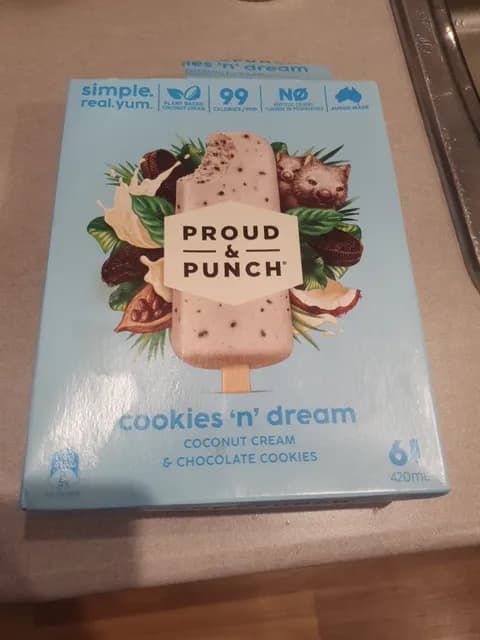 'n' dream
simple.
real.yum.
PLANT BASED
COCONUT CREAM
99
CALORIES
NØ
AUSSIE MADE
PROUD
&
PUNCH®
cookies 'n' dream
COCONUT CREAM
& CHOCOLATE COOKIES
6
420mL